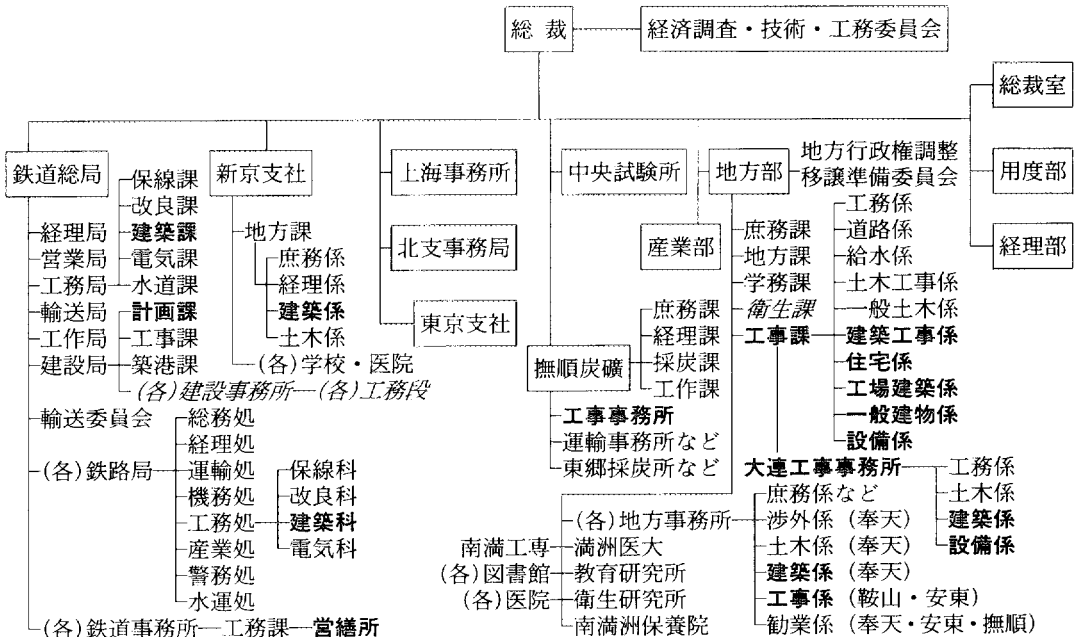 総裁
経済調査・技術・工務委員会
総裁室
用度部
経理部
鉄道総局
経理局
営業局
工務局
輸送局
工作局
建設局
保線課
改良課
建築課
電気課
水道課
計画課
工事課
築港課
(各)建設事務所
(各)工務段
輸送委員会
(各)鉄路局
総務処
経理処
運輸処
機務処
工務処
産業処
警務処
水運処
保線科
改良科
建築科
電気科
(各)鉄道事務所
工務課
営繕所
新京支社
地方課
庶務係
経理係
建築係
土木係
(各)学校・医院
上海事務所
北支事務局
東京支社
中央試験所
撫順炭礦
庶務課
経理課
採炭課
工作課
工事事務所
運輸事務所など
東郷採炭所など
産業部
地方部
地方行政権調整
移譲準備委員会
庶務課
地方課
学務課
衛生課
工事課
工務係
道路係
給水係
土木工事係
一般土木係
建築工事係
住宅係
工場建築係
一般建物係
設備係
大連工事事務所
工務係
土木係
建築係
設備係
(各)地方事務所
庶務係など
渉外係(奉天)
土木係(奉天)
建築係(奉天)
工事係(鞍山・安東)
勧業係(奉天・安東・撫順)
南満工専
満洲医大
(各)図書館
教育研究所
(各)医院
衛生研究所
南満洲保養院